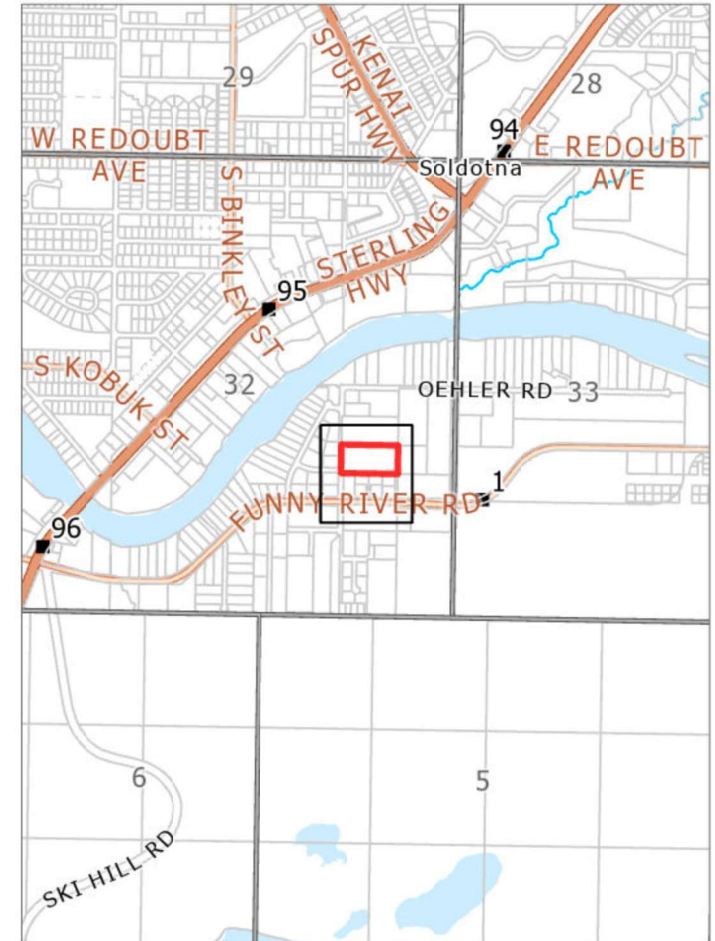 29
KENAI
SPUR HWY
28
94
W REDOUBT
AVE
E REDOUBT
AVE
Soldotna
S BINKLEY ST
STERLING
HWY
95
S KOBUK ST
32
OEHLER RD
33
FUNNY RIVER RD
1
96
6
5
SKI HILL RD